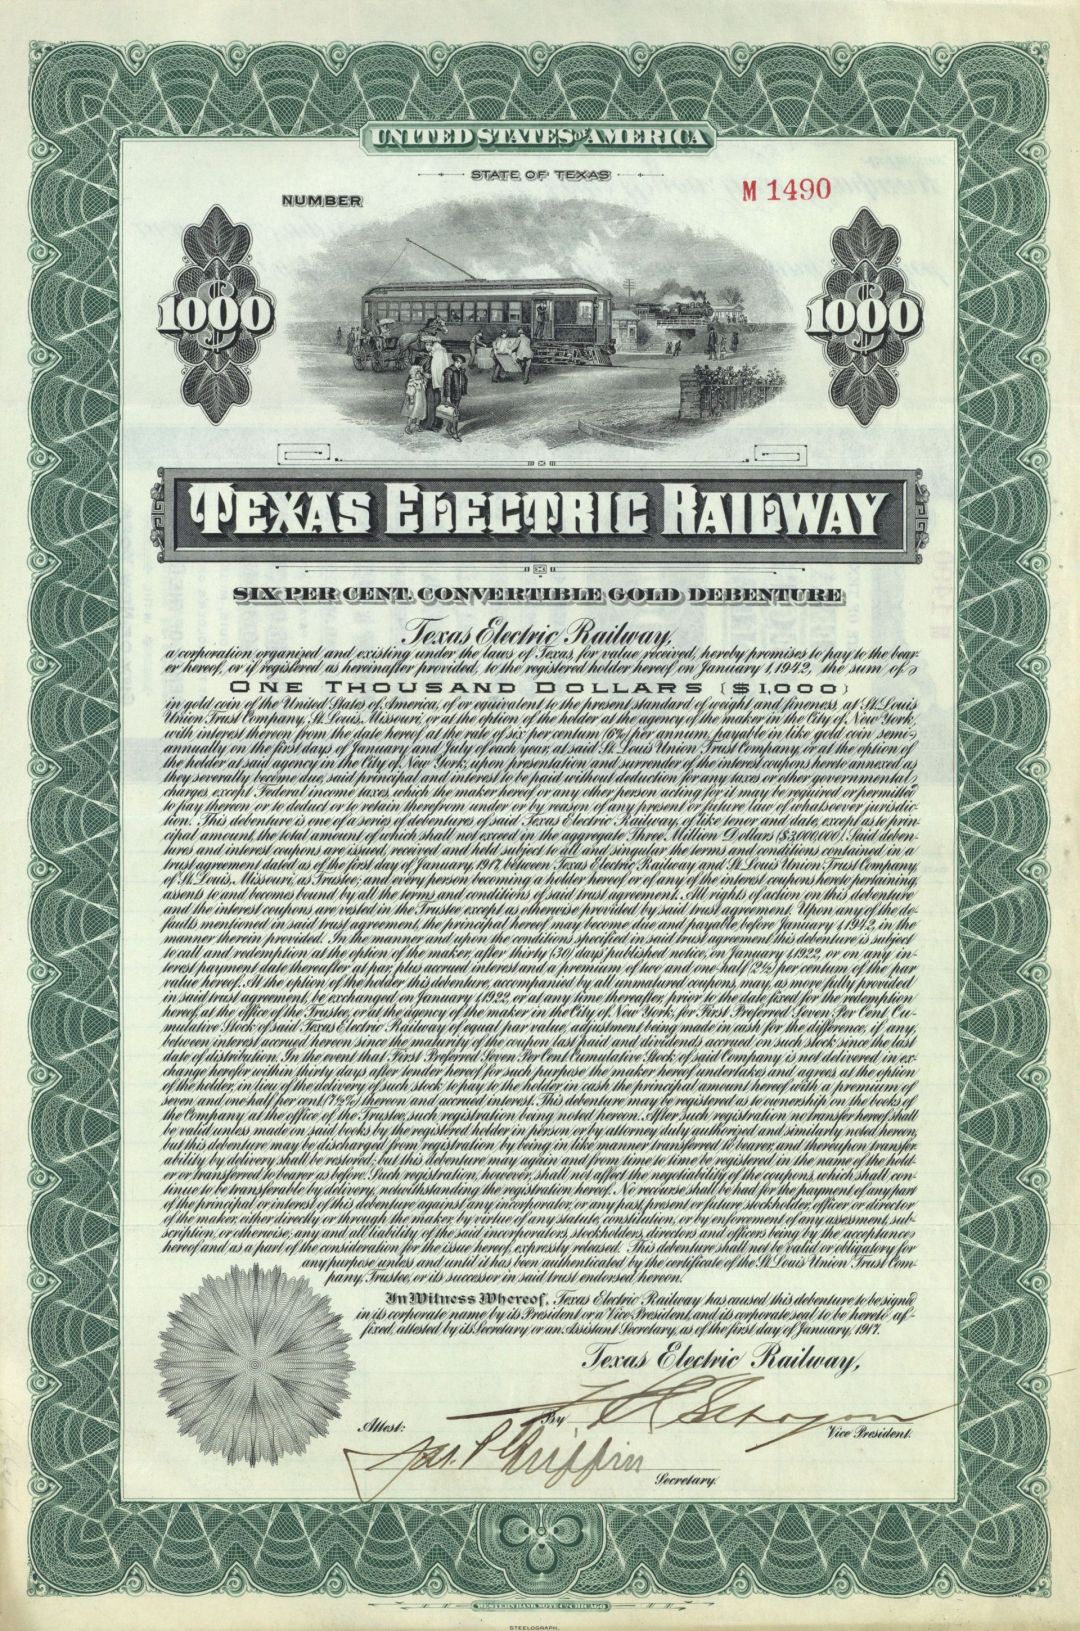 UNITED STATES OF AMERICA
STATE OF TEXAS
NUMBER
M 1490
1000
$
1000
$
TEXAS ELECTRIC RAILWAY
SIX PER CENT. CONVERTIBLE GOLD DEBENTURE
Texas Electric Railway,
a corporation organized and existing under the laws of Texas, for value received, hereby promises to pay to the bear-
er hereof, or if registered as hereinafter provided, to the registered holder hereof on January 1, 1942, the sum of
ONE THOUSAND DOLLARS ($1,000)
in gold coin of the United States of America, of or equivalent to the present standard of weight and fineness, at St. Louis
Union Trust Company, St. Louis, Missouri, or at the option of the holder at the agency of the maker in the City of New York,
with interest thereon from the date hereof at the rate of six per centum (6%) per annum, payable in like gold coin semi-
annually on the first days of January and July of each year, at said St. Louis Union Trust Company, or at the option of
the holder at said agency in the City of New York, upon presentation and surrender of the interest coupons hereto annexed as
they severally become due, said principal and interest to be paid without deduction for any taxes or other governmental
charges, except Federal income taxes, which the maker hereof or any other person acting for it may be required or permitted
to pay thereon or to deduct or to retain therefrom under or by reason of any present or future law of whatsoever jurisdic-
tion. This debenture is one of a series of debentures of said Texas Electric Railway, of like tenor and date, except as to prin-
cipal amount, the total amount of which shall not exceed in the aggregate Three Million Dollars ($3,000,000). Said deben-
tures and interest coupons are issued, received and held subject to all and singular the terms and conditions contained in a
trust agreement dated as of the first day of January, 1917, between Texas Electric Railway and St. Louis Union Trust Company,
of St. Louis, Missouri, as Trustee; and every person becoming a holder hereof or of any of the interest coupons hereto pertaining,
assents to and becomes bound by all the terms and conditions of said trust agreement. All rights of action on this debenture
and the interest coupons are vested in the Trustee except as otherwise provided by said trust agreement. Upon any of the de-
faults mentioned in said trust agreement, the principal hereof may become due and payable before January 1, 1942, in the
manner therein provided. In the manner and upon the conditions specified in said trust agreement this debenture is subject
to call and redemption at the option of the maker, after thirty (30) days' published notice, on January 1, 1922, or on any in-
terest payment date thereafter at par, plus accrued interest and a premium of two and one-half (2½%) per centum of the par
value hereof. At the option of the holder this debenture, accompanied by all unmatured coupons, may, as more fully provided
in said trust agreement, be exchanged on January 1, 1922, or at any time thereafter, prior to the date fixed for the redemption
hereof, at the office of the Trustee, or at the agency of the maker in the City of New York, for First Preferred Seven Per Cent Cu-
mulative Stock of said Texas Electric Railway of equal par value, adjustment being made in cash for the difference, if any,
between interest accrued hereon since the maturity of the coupon last paid and dividends accrued on such stock since the last
date of distribution. In the event that First Preferred Seven Per Cent Cumulative Stock of said Company is not delivered in ex-
change herefor within thirty days after tender hereof for such purpose the maker hereof undertakes and agrees, at the option
of the holder, in lieu of the delivery of such stock to pay to the holder in cash the principal amount hereof with a premium of
seven and one half per cent (7½%) thereon and accrued interest. This debenture may be registered as to ownership on the books of
the Company, at the office of the Trustee, such registration being noted hereon. After such registration no transfer hereof shall
be valid unless made on said books by the registered holder in person, or by attorney duly authorized and similarly noted hereon,
but this debenture may be discharged from registration by being in like manner transferred to bearer, and thereupon transfer-
ability by delivery shall be restored; but this debenture may again and from time to time be registered in the name of the hold-
er or transferred to bearer as before. Such registration, however, shall not affect the negotiability of the coupons, which shall con-
tinue to be transferable by delivery, notwithstanding the registration hereof. No recourse shall be had for the payment of any part
of the principal or interest of this debenture against any incorporator, or any past, present or future stockholder, officer or director
of the maker, either directly or through the maker, by virtue of any statute, constitution, or by enforcement of any assessment, sub-
scription, or otherwise; any and all liability of the said incorporators, stockholders, directors and officers being by the acceptance
hereof and as a part of the consideration for the issue hereof, expressly released. This debenture shall not be valid or obligatory for
any purpose unless and until it has been authenticated by the certificate of the St. Louis Union Trust Com-
pany, Trustee, or its successor in said trust endorsed hereon.
In Witness Whereof, Texas Electric Railway has caused this debenture to be signed
in its corporate name by its President or a Vice President, and its corporate seal to be hereto af-
fixed, attested by its Secretary or an Assistant Secretary, as of the first day of January, 1917.
Texas Electric Railway,
By
Vice President.
Attest:
Jas. P. Griffin
Secretary.
WESTERN BANK NOTE CO. CHICAGO
STEELOGRAPH.